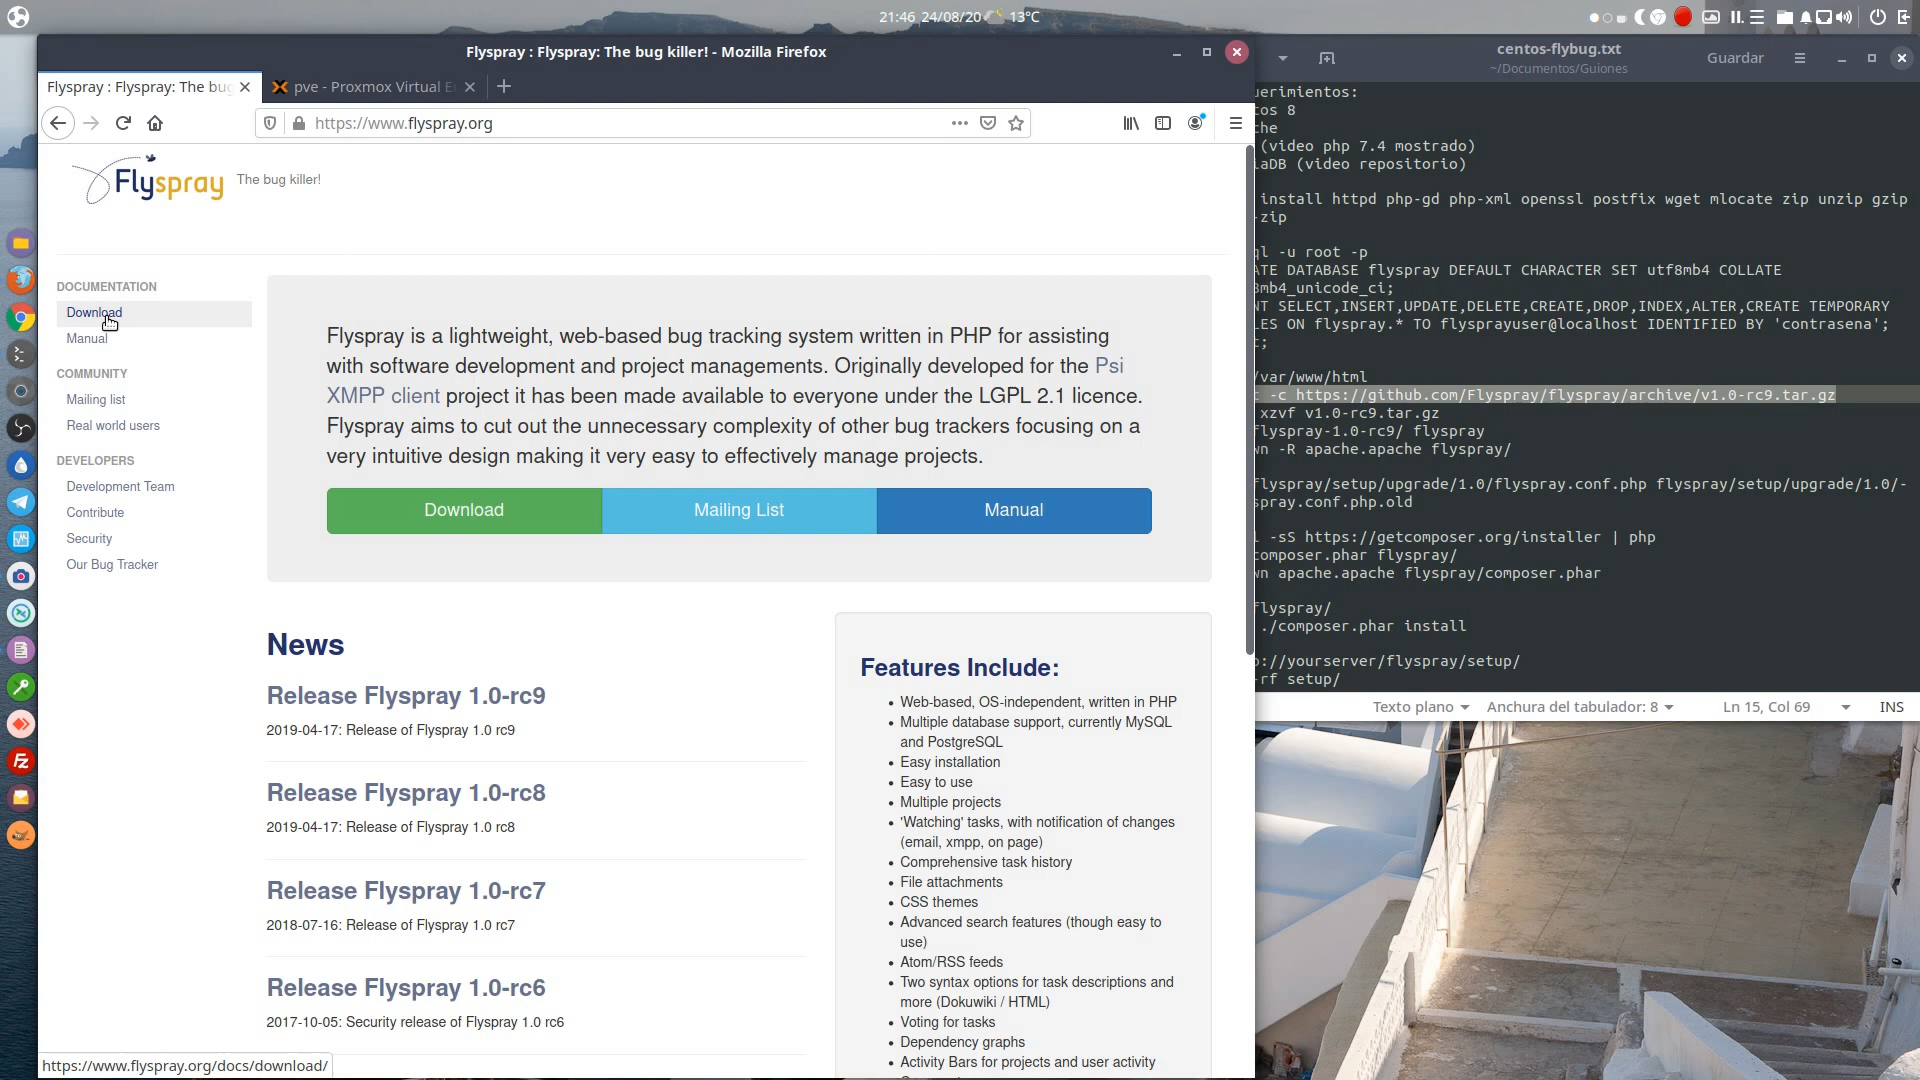 21:46 24/08/20 13°C
Flyspray : Flyspray: The bug killer! - Mozilla Firefox
Flyspray : Flyspray: The bug
pve - Proxmox Virtual E
https://www.flyspray.org
Flyspray The bug killer!
DOCUMENTATION
Download
Manual
COMMUNITY
Mailing list
Real world users
DEVELOPERS
Development Team
Contribute
Security
Our Bug Tracker
Flyspray is a lightweight, web-based bug tracking system written in PHP for assisting
with software development and project managements. Originally developed for the Psi
XMPP client project it has been made available to everyone under the LGPL 2.1 licence.
Flyspray aims to cut out the unnecessary complexity of other bug trackers focusing on a
very intuitive design making it very easy to effectively manage projects.
Download Mailing List Manual
News
Release Flyspray 1.0-rc9
2019-04-17: Release of Flyspray 1.0 rc9
Release Flyspray 1.0-rc8
2019-04-17: Release of Flyspray 1.0 rc8
Release Flyspray 1.0-rc7
2018-07-16: Release of Flyspray 1.0 rc7
Release Flyspray 1.0-rc6
2017-10-05: Security release of Flyspray 1.0 rc6
Features Include:
• Web-based, OS-independent, written in PHP
• Multiple database support, currently MySQL
and PostgreSQL
• Easy installation
• Easy to use
• Multiple projects
• 'Watching' tasks, with notification of changes
(email, xmpp, on page)
• Comprehensive task history
• File attachments
• CSS themes
• Advanced search features (though easy to
use)
• Atom/RSS feeds
• Two syntax options for task descriptions and
more (Dokuwiki / HTML)
• Voting for tasks
• Dependency graphs
• Activity Bars for projects and user activity
https://www.flyspray.org/docs/download/
centos-flybug.txt
~/Documentos/Guiones
Guardar
uerimientos:
tos 8
che
(video php 7.4 mostrado)
iaDB (video repositorio)
install httpd php-gd php-xml openssl postfix wget mlocate zip unzip gzip
-zip
ql -u root -p
ATE DATABASE flyspray DEFAULT CHARACTER SET utf8mb4 COLLATE
8mb4_unicode_ci;
NT SELECT,INSERT,UPDATE,DELETE,CREATE,DROP,INDEX,ALTER,CREATE TEMPORARY
LES ON flyspray.* TO flysprayuser@localhost IDENTIFIED BY 'contrasena';
t;
/var/www/html
t -c https://github.com/Flyspray/flyspray/archive/v1.0-rc9.tar.gz
xzvf v1.0-rc9.tar.gz
flyspray-1.0-rc9/ flyspray
wn -R apache.apache flyspray/
flyspray/setup/upgrade/1.0/flyspray.conf.php flyspray/setup/upgrade/1.0/-
spray.conf.php.old
l -sS https://getcomposer.org/installer | php
composer.phar flyspray/
wn apache.apache flyspray/composer.phar
flyspray/
./composer.phar install
p://yourserver/flyspray/setup/
-rf setup/
Texto plano Anchura del tabulador: 8 Ln 15, Col 69 INS